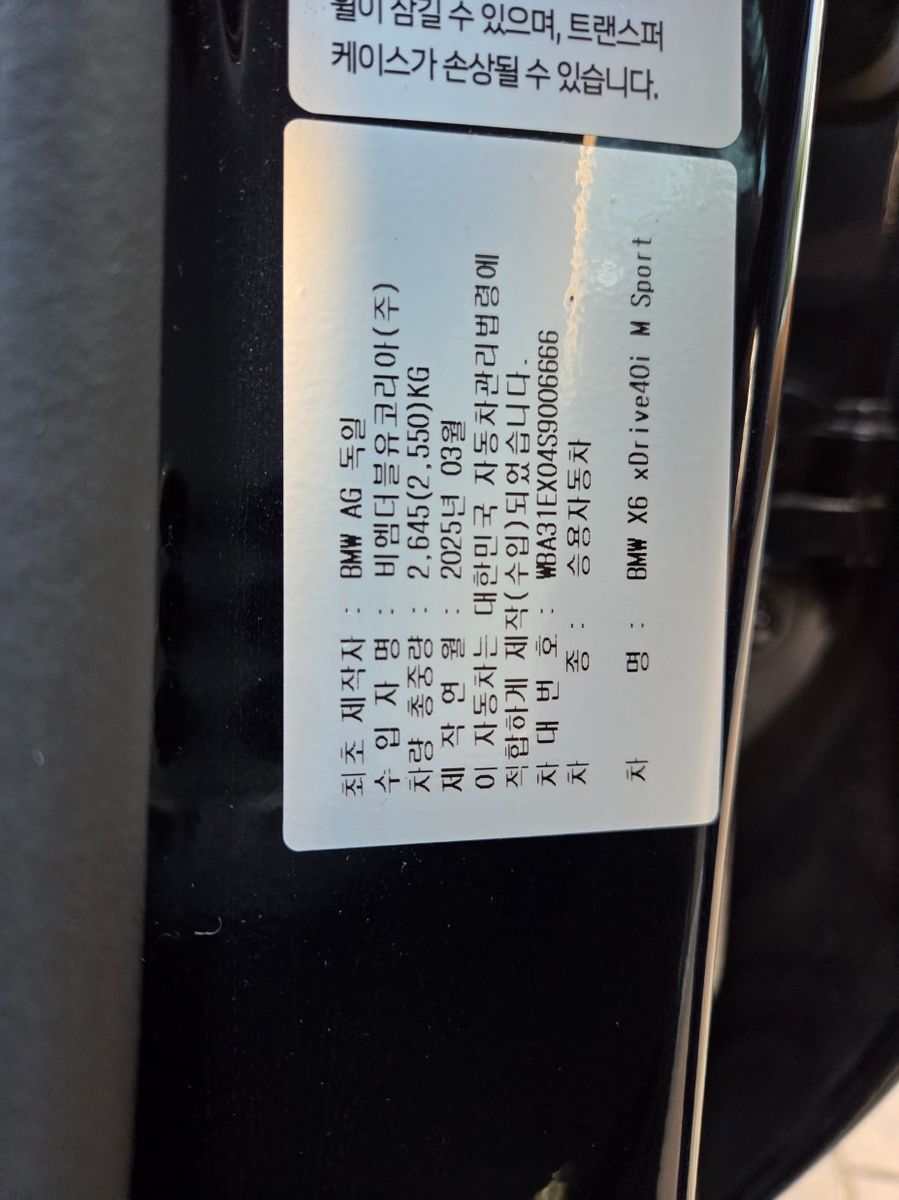 월이 삼길 수 있으며, 트랜스퍼
케이스가 손상될 수 있습니다.
최초 제작자 : BMW AG 독일
수 입 자 명 : 비엠더블유코리아(주)
차량 총중량 : 2,645(2,550)KG
제 작 연 월 : 2025년 03월
이 자동차는 대한민국 자동차관리법령에
적합하게 제작(수입)되었습니다.
차 대 번 호 : WBA31EX04S9006666
차 종 : 승용자동차
차 명 : BMW X6 xDrive40i M Sport